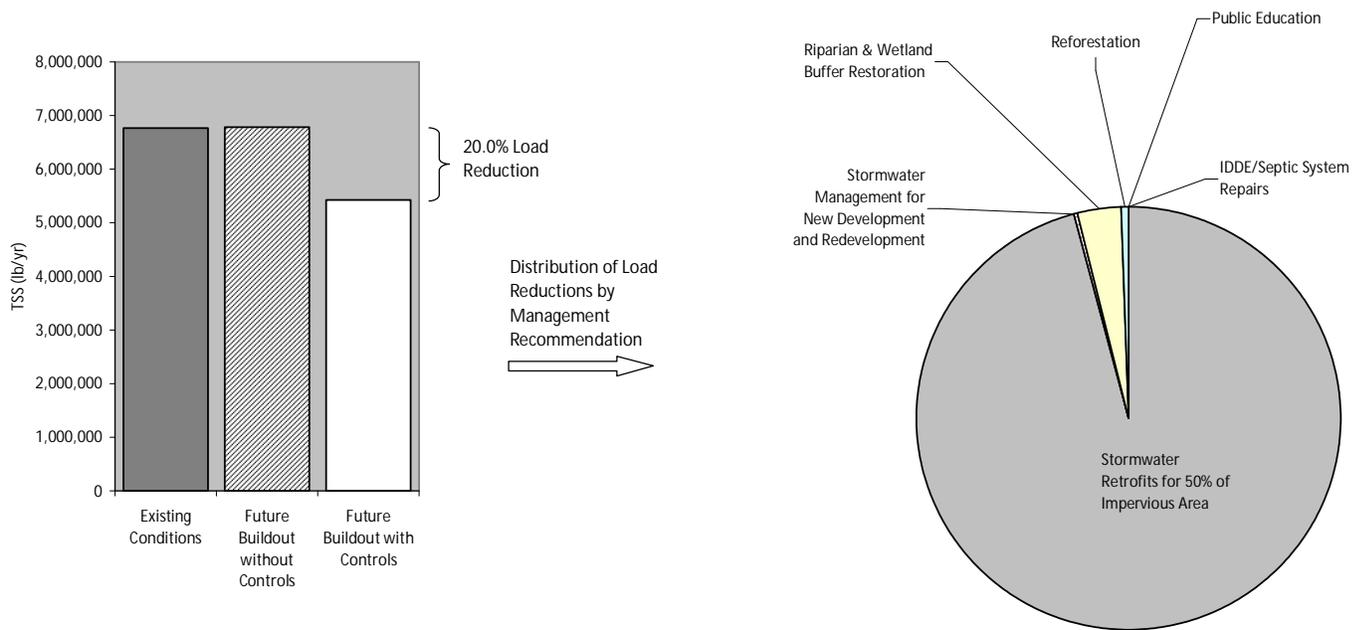 8,000,000
7,000,000
6,000,000
5,000,000
4,000,000
3,000,000
2,000,000
1,000,000
0
TSS (lb/yr)
Existing
Conditions
Future
Buildout
without
Controls
Future
Buildout with
Controls
20.0% Load
Reduction
Distribution of Load
Reductions by
Management
Recommendation
Stormwater
Management for
New Development
and Redevelopment
Riparian & Wetland
Buffer Restoration
Reforestation
Public Education
IDDE/Septic System
Repairs
Stormwater
Retrofits for 50% of
Impervious Area